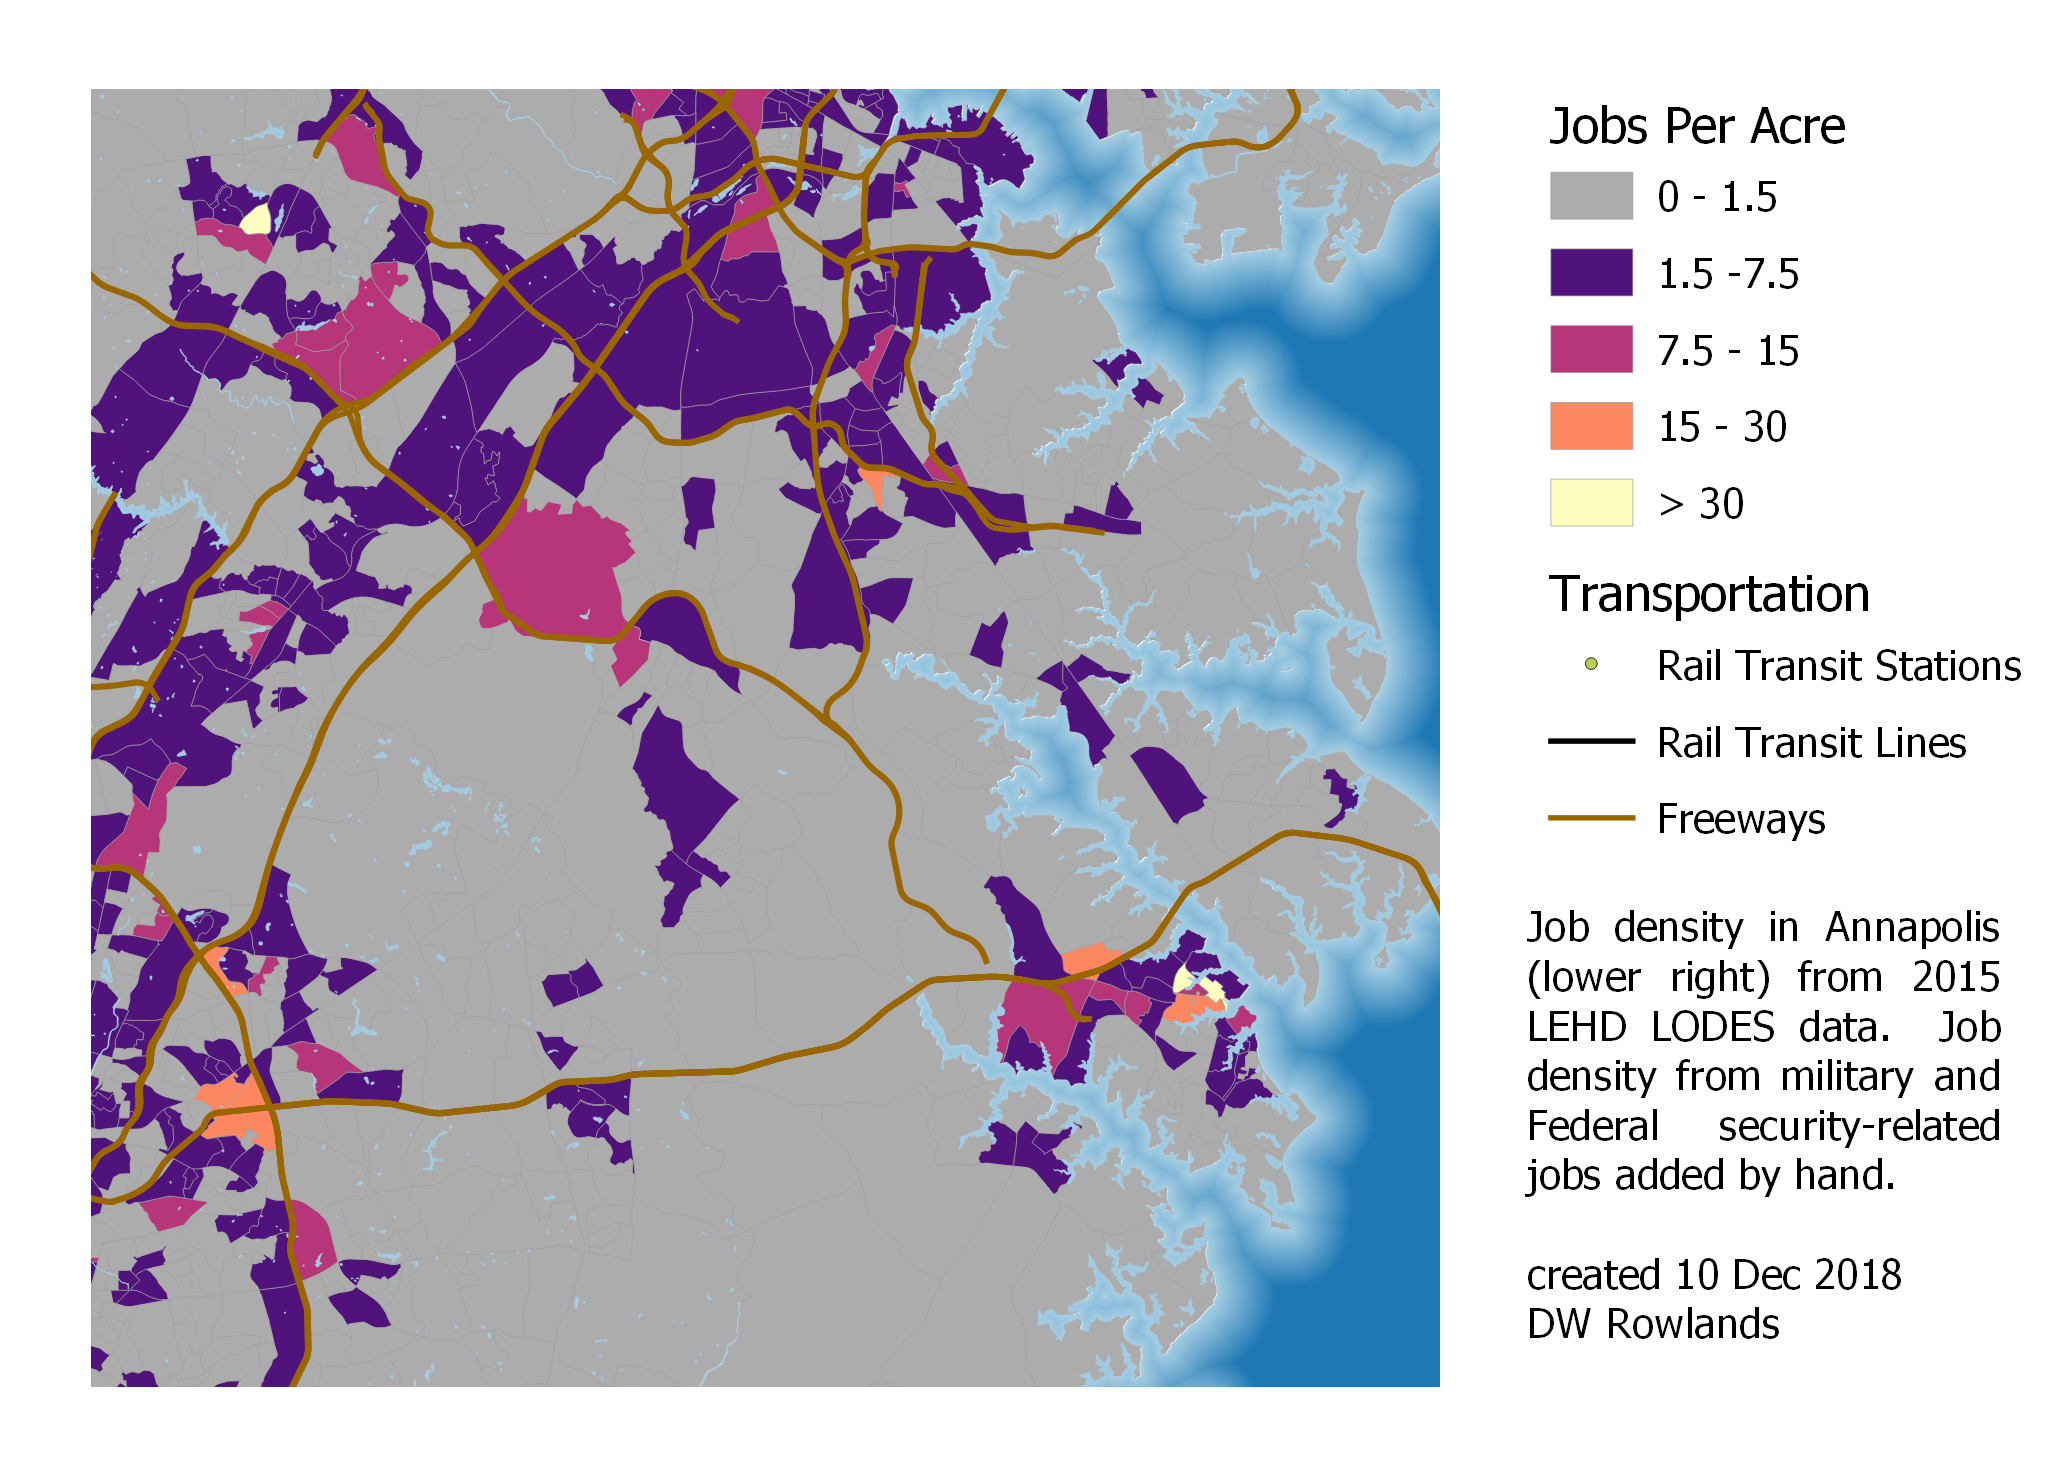 Jobs Per Acre
0 - 1.5
1.5 -7.5
7.5 - 15
15 - 30
> 30
Transportation
Rail Transit Stations
Rail Transit Lines
Freeways
Job density in Annapolis
(lower right) from 2015
LEHD LODES data. Job
density from military and
Federal security-related
jobs added by hand.
created 10 Dec 2018
DW Rowlands